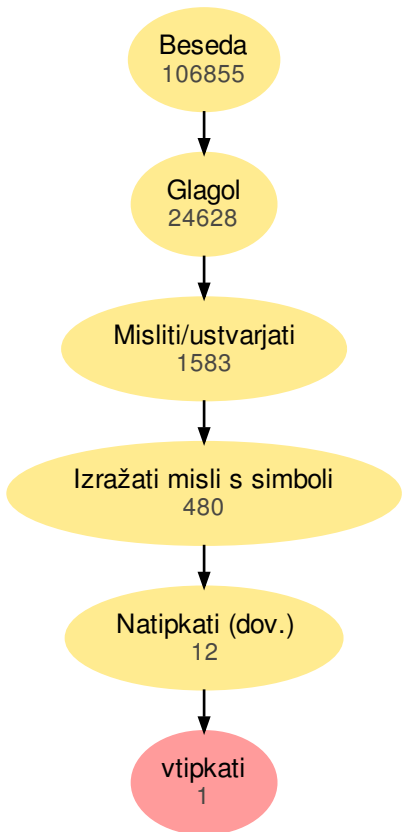 Beseda
106855
Glagol
24628
Misliti/ustvarjati
1583
Izražati misli s simboli
480
Natipkati (dov.)
12
vtipkati
1